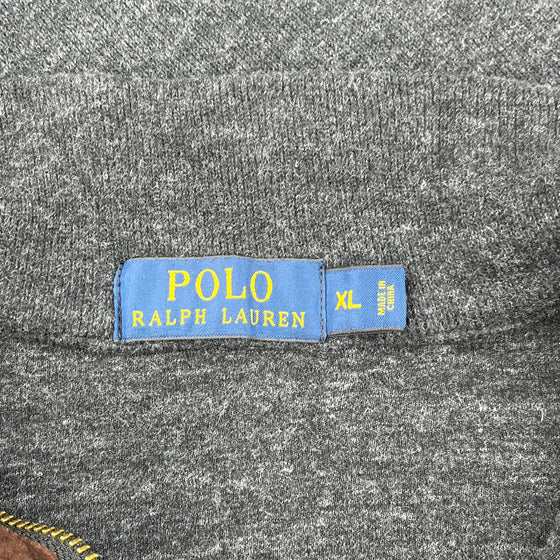 POLO
RALPH LAUREN
XL
MADE IN
CHINA